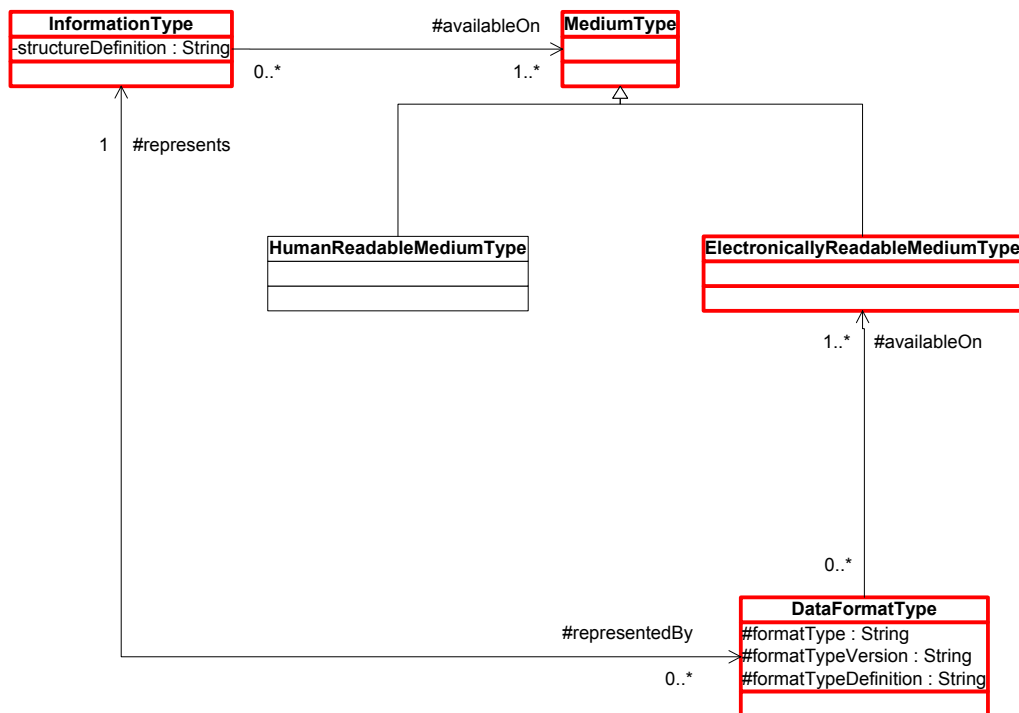 InformationType
-structureDefinition : String
#availableOn
0..*
1..*
MediumType
1
#represents
HumanReadableMediumType
ElectronicallyReadableMediumType
1..*
#availableOn
0..*
#representedBy
0..*
DataFormatType
#formatType : String
#formatTypeVersion : String
#formatTypeDefinition : String